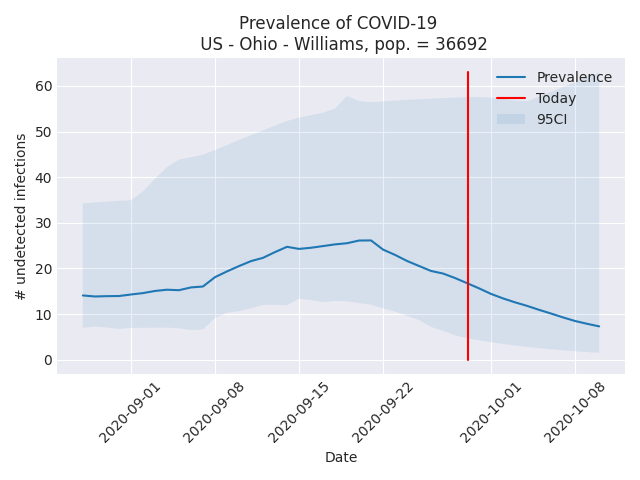 Prevalence of COVID-19
US - Ohio - Williams, pop. = 36692
Prevalence
Today
95CI
60
50
40
30
20
10
0
# undetected infections
2020-09-01
2020-09-08
2020-09-15
2020-09-22
2020-10-01
2020-10-08
Date